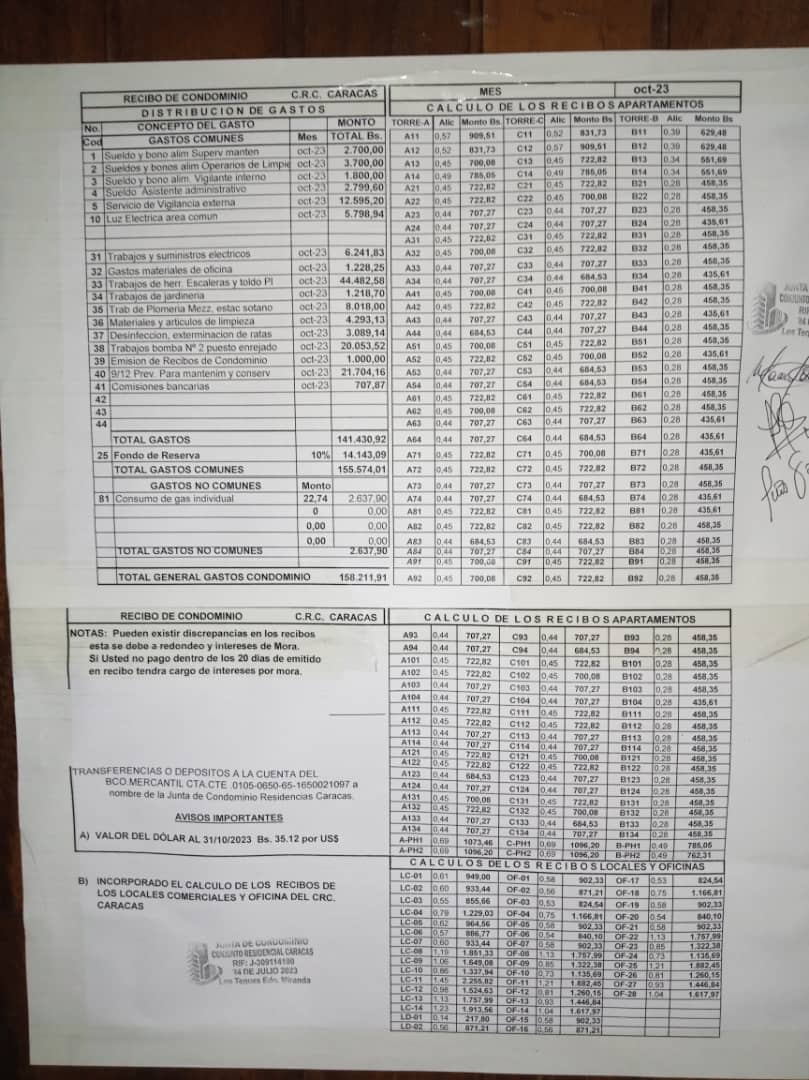 RECIBO DE CONDOMINIO C.R.C. CARACAS
DISTRIBUCION DE GASTOS
No. CONCEPTO DEL GASTO MONTO
Cod GASTOS COMUNES Mes TOTAL Bs.
1 Sueldo y bono alim Superv manten oct-23 2.700,00
2 Sueldos y bonos alim Operarios de Limpie oct-23 3.700,00
3 Sueldo y bono alim. Vigilante interno oct-23 1.800,00
4 Sueldo Asistente administrativo oct-23 2.799,60
5 Servicio de Vigilancia externa oct-23 12.595,20
10 Luz Electrica area comun oct-23 5.798,94
31 Trabajos y suministros electricos oct-23 6.241,83
32 Gastos materiales de oficina oct-23 1.228,25
33 Trabajos de herr. Escaleras y toldo Pl oct-23 44.482,58
34 Trabajos de jardineria oct-23 1.218,70
35 Trab de Plomeria Mezz, estac sotano oct-23 8.018,00
36 Materiales y articulos de limpieza oct-23 4.293,13
37 Desinfeccion, exterminacion de ratas oct-23 3.089,14
38 Trabajos bomba Nº 2 puesto enrejado oct-23 20.053,52
39 Emision de Recibos de Condominio oct-23 1.000,00
40 9/12 Prev. Para mantenim y conserv oct-23 21.704,16
41 Comisiones bancarias oct-23 707,87
42
43
44
TOTAL GASTOS 141.430,92
25 Fondo de Reserva 10% 14.143,09
TOTAL GASTOS COMUNES 155.574,01
GASTOS NO COMUNES Monto
81 Consumo de gas individual 22,74 2.637,90
0 0,00
0,00 0,00
0,00 0,00
TOTAL GASTOS NO COMUNES 2.637,90
TOTAL GENERAL GASTOS CONDOMINIO 158.211,91
MES oct-23
CALCULO DE LOS RECIBOS APARTAMENTOS
TORRE-A Alic Monto Bs. TORRE-C Alic Monto Bs TORRE-B Alic Monto Bs
A11 0,57 909,51 C11 0,52 831,73 B11 0,39 629,48
A12 0,52 831,73 C12 0,57 909,51 B12 0,39 629,48
A13 0,45 700,08 C13 0,45 722,82 B13 0,34 551,69
A14 0,49 785,05 C14 0,49 785,05 B14 0,34 551,69
A21 0,45 722,82 C21 0,45 722,82 B21 0,28 458,35
A22 0,45 722,82 C22 0,45 700,08 B22 0,28 458,35
A23 0,44 707,27 C23 0,44 707,27 B23 0,28 458,35
A24 0,44 707,27 C24 0,44 707,27 B24 0,28 435,61
A31 0,45 722,82 C31 0,45 722,82 B31 0,28 458,35
A32 0,45 700,08 C32 0,45 722,82 B32 0,28 458,35
A33 0,44 707,27 C33 0,44 707,27 B33 0,28 458,35
A34 0,44 707,27 C34 0,44 684,53 B34 0,28 435,61
A41 0,45 700,08 C41 0,45 700,08 B41 0,28 458,35
A42 0,45 722,82 C42 0,45 722,82 B42 0,28 458,35
A43 0,44 707,27 C43 0,44 707,27 B43 0,28 435,61
A44 0,44 684,53 C44 0,44 707,27 B44 0,28 458,35
A51 0,45 700,08 C51 0,45 722,82 B51 0,28 458,35
A52 0,45 722,82 C52 0,45 700,08 B52 0,28 435,61
A53 0,44 707,27 C53 0,44 684,53 B53 0,28 458,35
A54 0,44 707,27 C54 0,44 684,53 B54 0,28 458,35
A61 0,45 722,82 C61 0,45 722,82 B61 0,28 458,35
A62 0,45 700,08 C62 0,45 722,82 B62 0,28 458,35
A63 0,44 707,27 C63 0,44 707,27 B63 0,28 435,61
A64 0,44 707,27 C64 0,44 684,53 B64 0,28 435,61
A71 0,45 722,82 C71 0,45 700,08 B71 0,28 435,61
A72 0,45 722,82 C72 0,45 722,82 B72 0,28 458,35
A73 0,44 707,27 C73 0,44 707,27 B73 0,28 458,35
A74 0,44 707,27 C74 0,44 684,53 B74 0,28 435,61
A81 0,45 722,82 C81 0,45 722,82 B81 0,28 435,61
A82 0,45 722,82 C82 0,45 722,82 B82 0,28 458,35
A83 0,44 684,53 C83 0,44 684,53 B83 0,28 458,35
A84 0,44 707,27 C84 0,44 707,27 B84 0,28 458,35
A91 0,45 700,08 C91 0,45 722,82 B91 0,28 458,35
A92 0,45 700,08 C92 0,45 722,82 B92 0,28 458,35
JUNTA
CONJUNTO
RIF
14
Los Teques
RECIBO DE CONDOMINIO C.R.C. CARACAS
NOTAS: Pueden existir discrepancias en los recibos
esta se debe a redondeo y intereses de Mora.
Si Usted no pago dentro de los 20 dias de emitido
en recibo tendra cargo de intereses por mora.
TRANSFERENCIAS O DEPOSITOS A LA CUENTA DEL
BCO.MERCANTIL CTA.CTE .0105-0650-65-1650021097 a
nombre de la Junta de Condominio Residencias Caracas.
AVISOS IMPORTANTES
A) VALOR DEL DÓLAR AL 31/10/2023 Bs. 35.12 por US$
B) INCORPORADO EL CALCULO DE LOS RECIBOS DE
LOS LOCALES COMERCIALES Y OFICINA DEL CRC.
CARACAS
JUNTA DE CONDOMINIO
CONJUNTO RESIDENCIAL CARACAS
RIF: J-309114190
14 DE JULIO 2023
Los Teques Edo. Miranda
CALCULO DE LOS RECIBOS APARTAMENTOS
A93 0,44 707,27 C93 0,44 707,27 B93 0,28 458,35
A94 0,44 707,27 C94 0,44 684,53 B94 0,28 458,35
A101 0,45 722,82 C101 0,45 722,82 B101 0,28 458,35
A102 0,45 722,82 C102 0,45 700,08 B102 0,28 458,35
A103 0,44 707,27 C103 0,44 707,27 B103 0,28 458,35
A104 0,44 707,27 C104 0,44 707,27 B104 0,28 435,61
A111 0,45 722,82 C111 0,45 722,82 B111 0,28 458,35
A112 0,45 722,82 C112 0,45 722,82 B112 0,28 458,35
A113 0,44 707,27 C113 0,44 707,27 B113 0,28 458,35
A114 0,44 707,27 C114 0,44 707,27 B114 0,28 458,35
A121 0,45 722,82 C121 0,45 700,08 B121 0,28 458,35
A122 0,45 722,82 C122 0,45 722,82 B122 0,28 458,35
A123 0,44 684,53 C123 0,44 707,27 B123 0,28 458,35
A124 0,44 707,27 C124 0,44 707,27 B124 0,28 458,35
A131 0,45 700,08 C131 0,45 722,82 B131 0,28 458,35
A132 0,45 722,82 C132 0,45 700,08 B132 0,28 458,35
A133 0,44 707,27 C133 0,44 684,53 B133 0,28 458,35
A134 0,44 707,27 C134 0,44 707,27 B134 0,28 458,35
A-PH1 0,69 1073,46 C-PH1 0,69 1096,20 B-PH1 0,49 785,05
A-PH2 0,69 1096,20 C-PH2 0,69 1096,20 B-PH2 0,49 762,31
CALCULOS DE LOS RECIBOS LOCALES Y OFICINAS
LC-01 0,61 949,00 OF-01 0,58 902,33 OF-17 0,53 824,54
LC-02 0,60 933,44 OF-02 0,56 871,21 OF-18 0,75 1.166,81
LC-03 0,55 855,66 OF-03 0,53 824,54 OF-19 0,58 902,33
LC-04 0,79 1.229,03 OF-04 0,75 1.166,81 OF-20 0,54 840,10
LC-05 0,62 964,56 OF-05 0,58 902,33 OF-21 0,58 902,33
LC-06 0,57 886,77 OF-06 0,54 840,10 OF-22 1,13 1.757,99
LC-07 0,60 933,44 OF-07 0,58 902,33 OF-23 0,85 1.322,38
LC-08 1,19 1.851,33 OF-08 1,13 1.757,99 OF-24 0,73 1.135,69
LC-09 1,06 1.649,08 OF-09 0,85 1.322,38 OF-25 1,21 1.882,45
LC-10 0,86 1.337,94 OF-10 0,73 1.135,69 OF-26 0,81 1.260,15
LC-11 1,45 2.255,82 OF-11 1,21 1.882,45 OF-27 0,93 1.446,84
LC-12 0,98 1.524,63 OF-12 0,81 1.260,15 OF-28 1,04 1.617,97
LC-13 1,13 1.757,99 OF-13 0,93 1.446,84
LC-14 1,23 1.913,56 OF-14 1,04 1.617,97
LD-01 0,14 217,80 OF-15 0,58 902,33
LD-02 0,56 871,21 OF-16 0,56 871,21